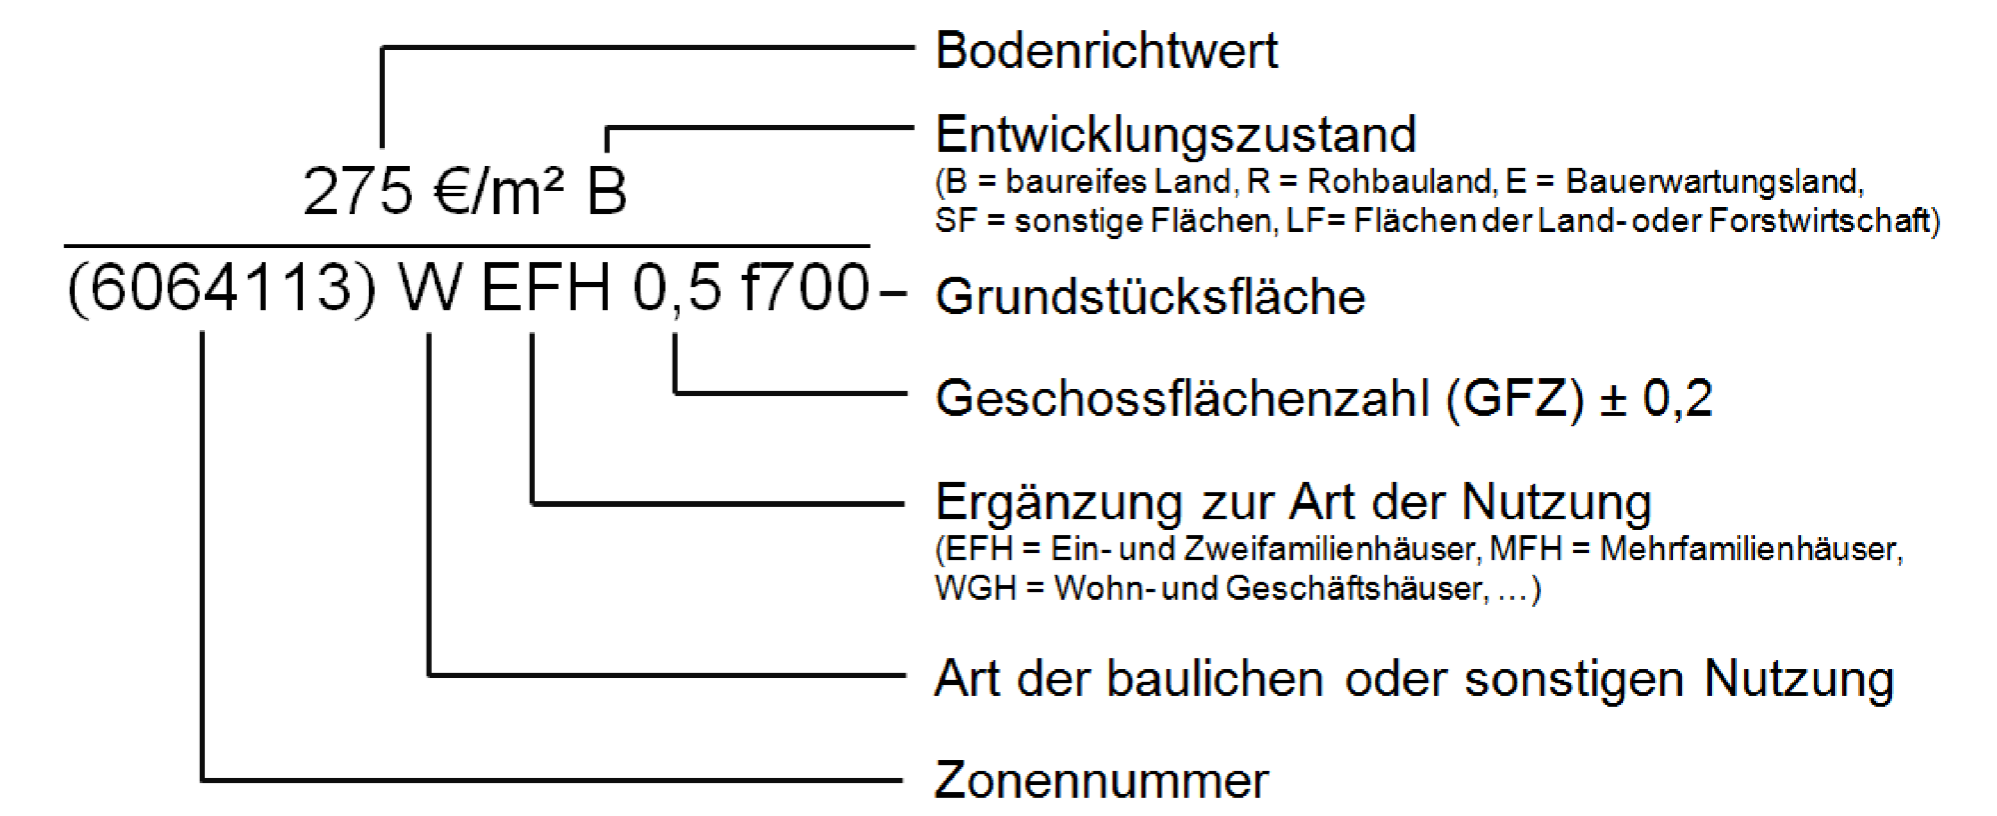 Bodenrichtwert
Entwicklungszustand
(B = baureifes Land, R = Rohbauland, E = Bauerwartungsland,
SF = sonstige Flächen, LF= Flächen der Land- oder Forstwirtschaft)
275 €/m² B
(6064113) W EFH 0,5 f700
Grundstücksfläche
Geschossflächenzahl (GFZ) ± 0,2
Ergänzung zur Art der Nutzung
(EFH = Ein- und Zweifamilienhäuser, MFH = Mehrfamilienhäuser,
WGH = Wohn- und Geschäftshäuser, ...)
Art der baulichen oder sonstigen Nutzung
Zonennummer